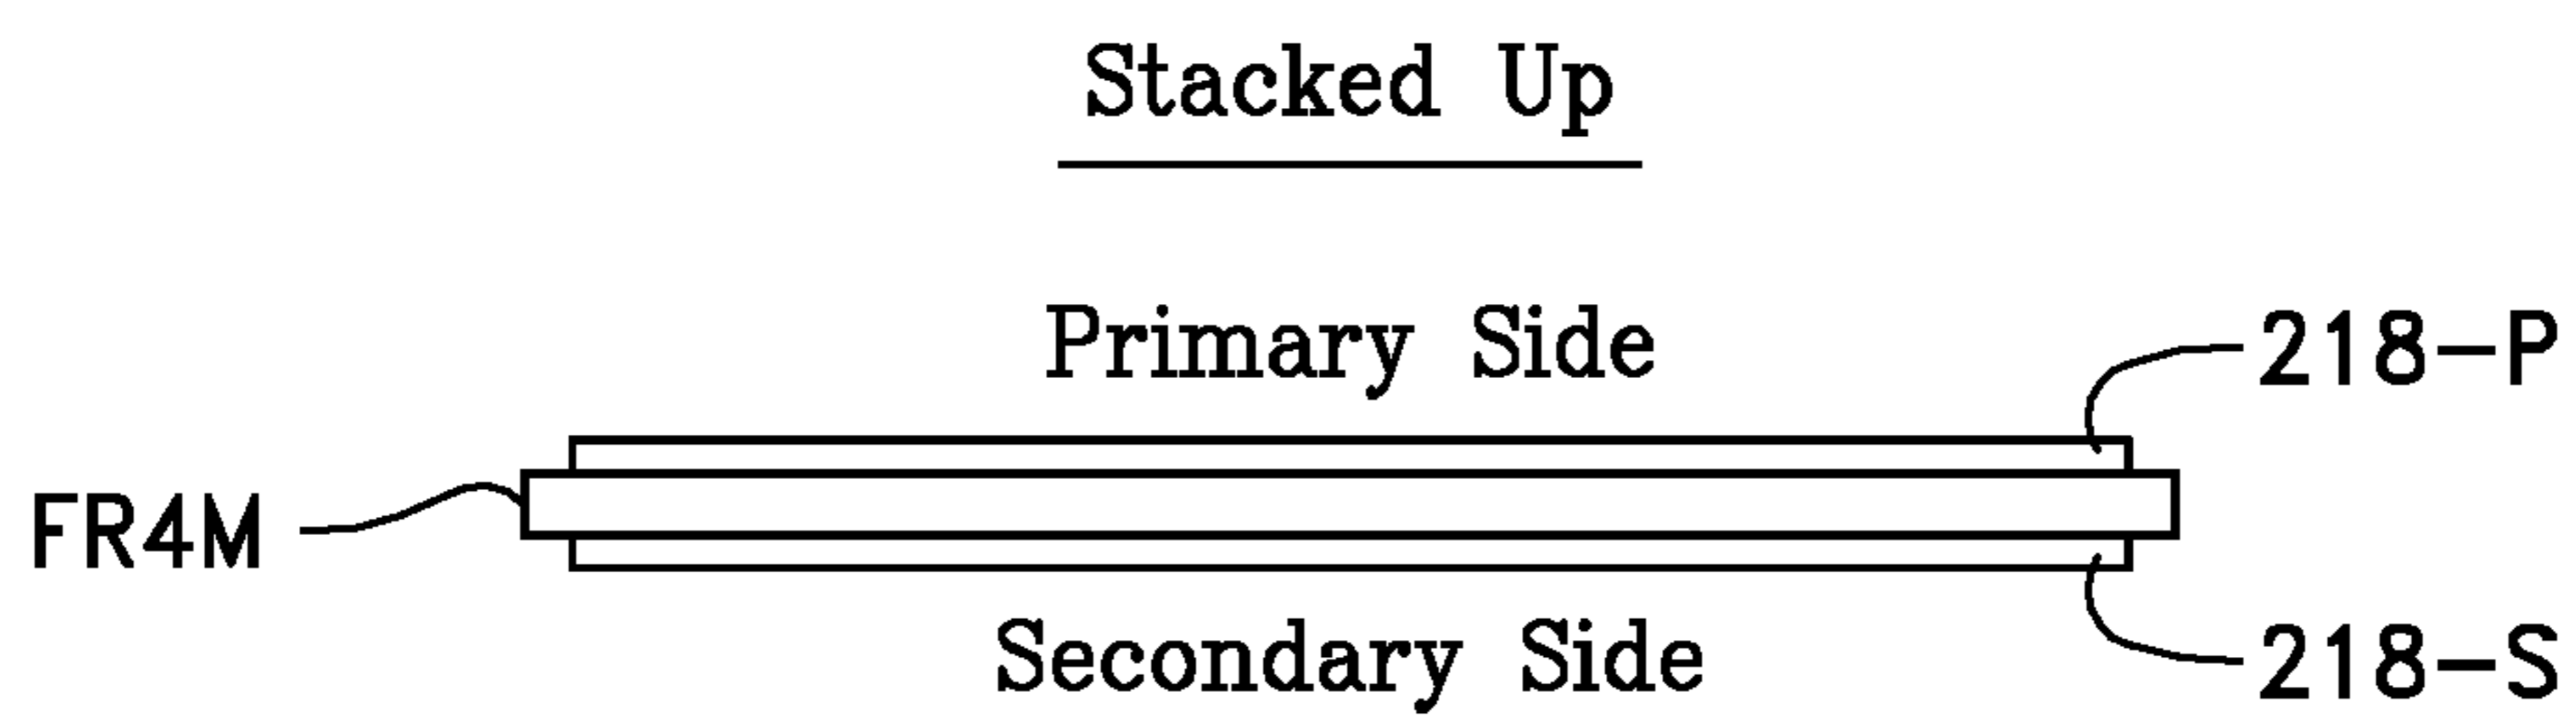 Stacked Up
Primary Side
218-P
FR4M
Secondary Side
218-S